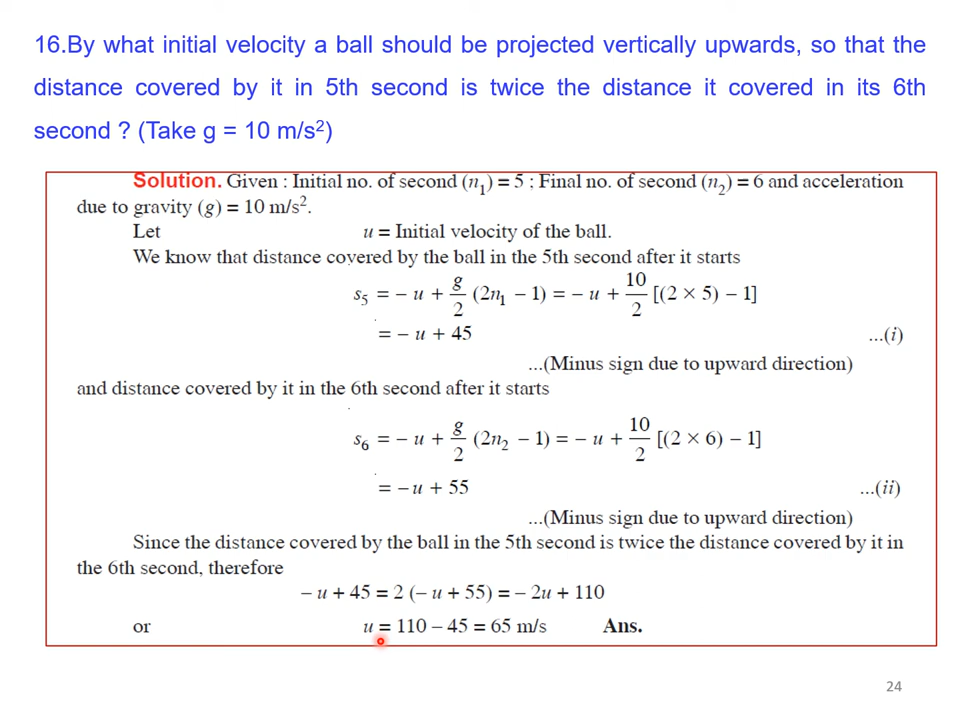 16.By what initial velocity a ball should be projected vertically upwards, so that the
distance covered by it in 5th second is twice the distance it covered in its 6th
second ? (Take g = 10 m/s²)
Solution. Given : Initial no. of second (n₁) = 5 ; Final no. of second (n₂) = 6 and acceleration
due to gravity (g) = 10 m/s².
Let u = Initial velocity of the ball.
We know that distance covered by the ball in the 5th second after it starts
s₅ = – u + g/2 (2n₁ – 1) = – u + 10/2 [(2 × 5) – 1]
= – u + 45 ...(i)
...(Minus sign due to upward direction)
and distance covered by it in the 6th second after it starts
s₆ = – u + g/2 (2n₂ – 1) = – u + 10/2 [(2 × 6) – 1]
= – u + 55 ...(ii)
...(Minus sign due to upward direction)
Since the distance covered by the ball in the 5th second is twice the distance covered by it in
the 6th second, therefore
– u + 45 = 2 (– u + 55) = – 2u + 110
or u = 110 – 45 = 65 m/s Ans.
24